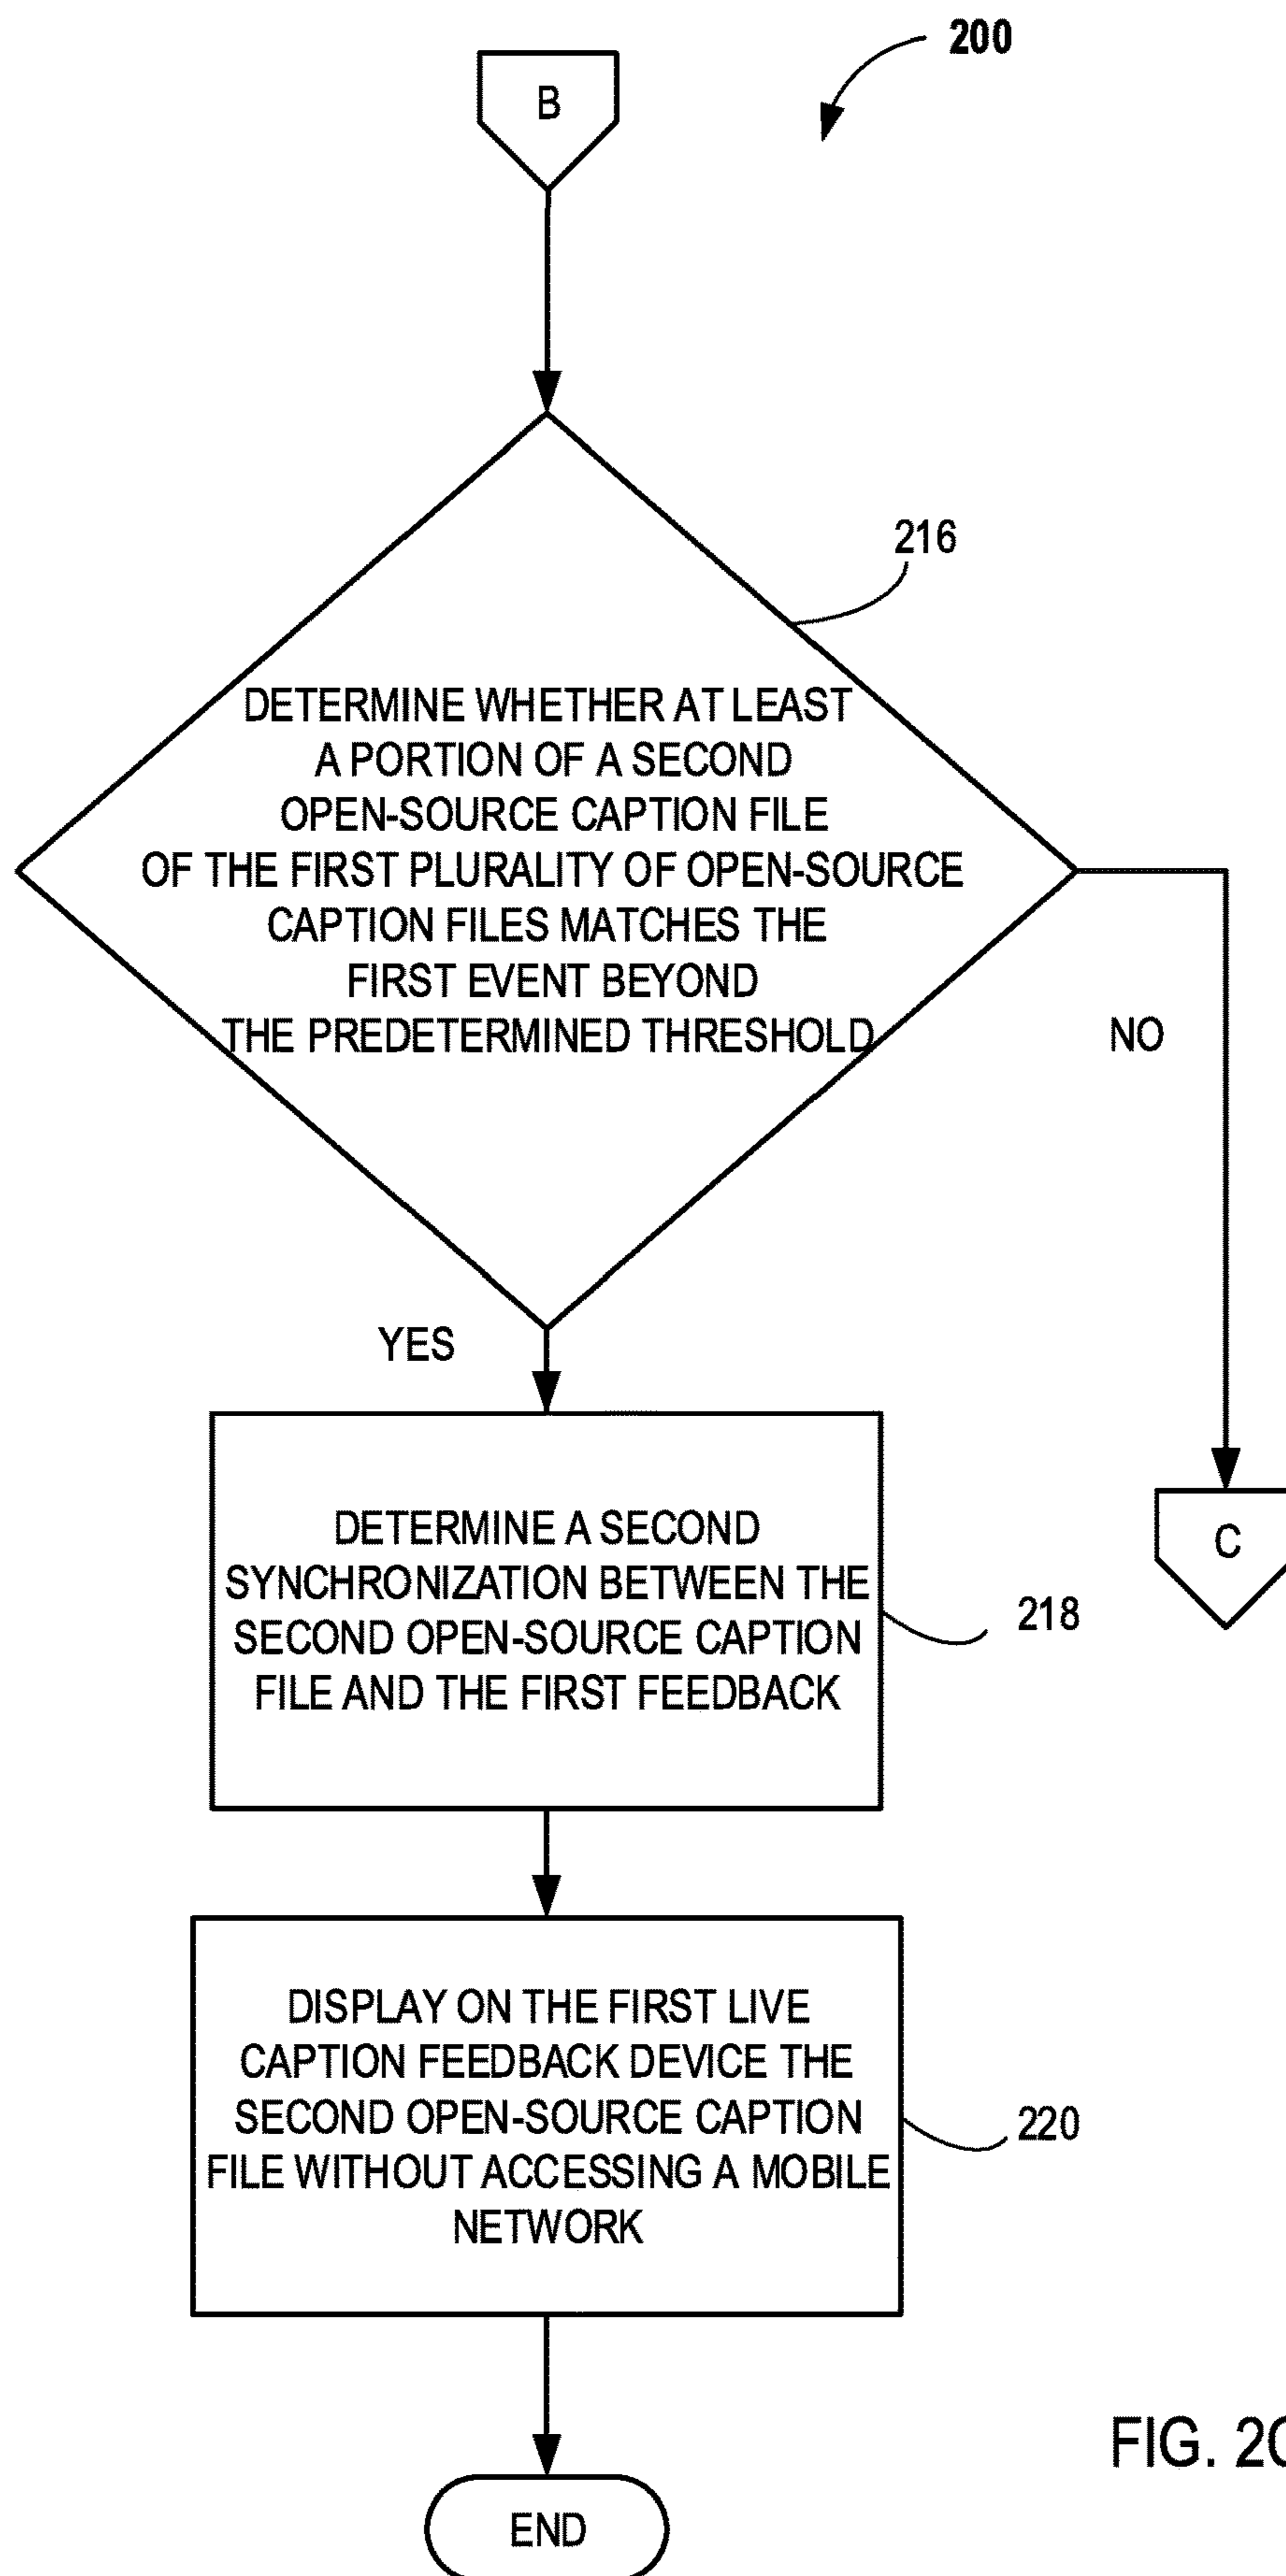 200
B
216
DETERMINE WHETHER AT LEAST
A PORTION OF A SECOND
OPEN-SOURCE CAPTION FILE
OF THE FIRST PLURALITY OF OPEN-SOURCE
CAPTION FILES MATCHES THE
FIRST EVENT BEYOND
THE PREDETERMINED THRESHOLD
NO
YES
DETERMINE A SECOND
SYNCHRONIZATION BETWEEN THE
SECOND OPEN-SOURCE CAPTION
FILE AND THE FIRST FEEDBACK
218
C
DISPLAY ON THE FIRST LIVE
CAPTION FEEDBACK DEVICE THE
SECOND OPEN-SOURCE CAPTION
FILE WITHOUT ACCESSING A MOBILE
NETWORK
220
FIG. 2C
END